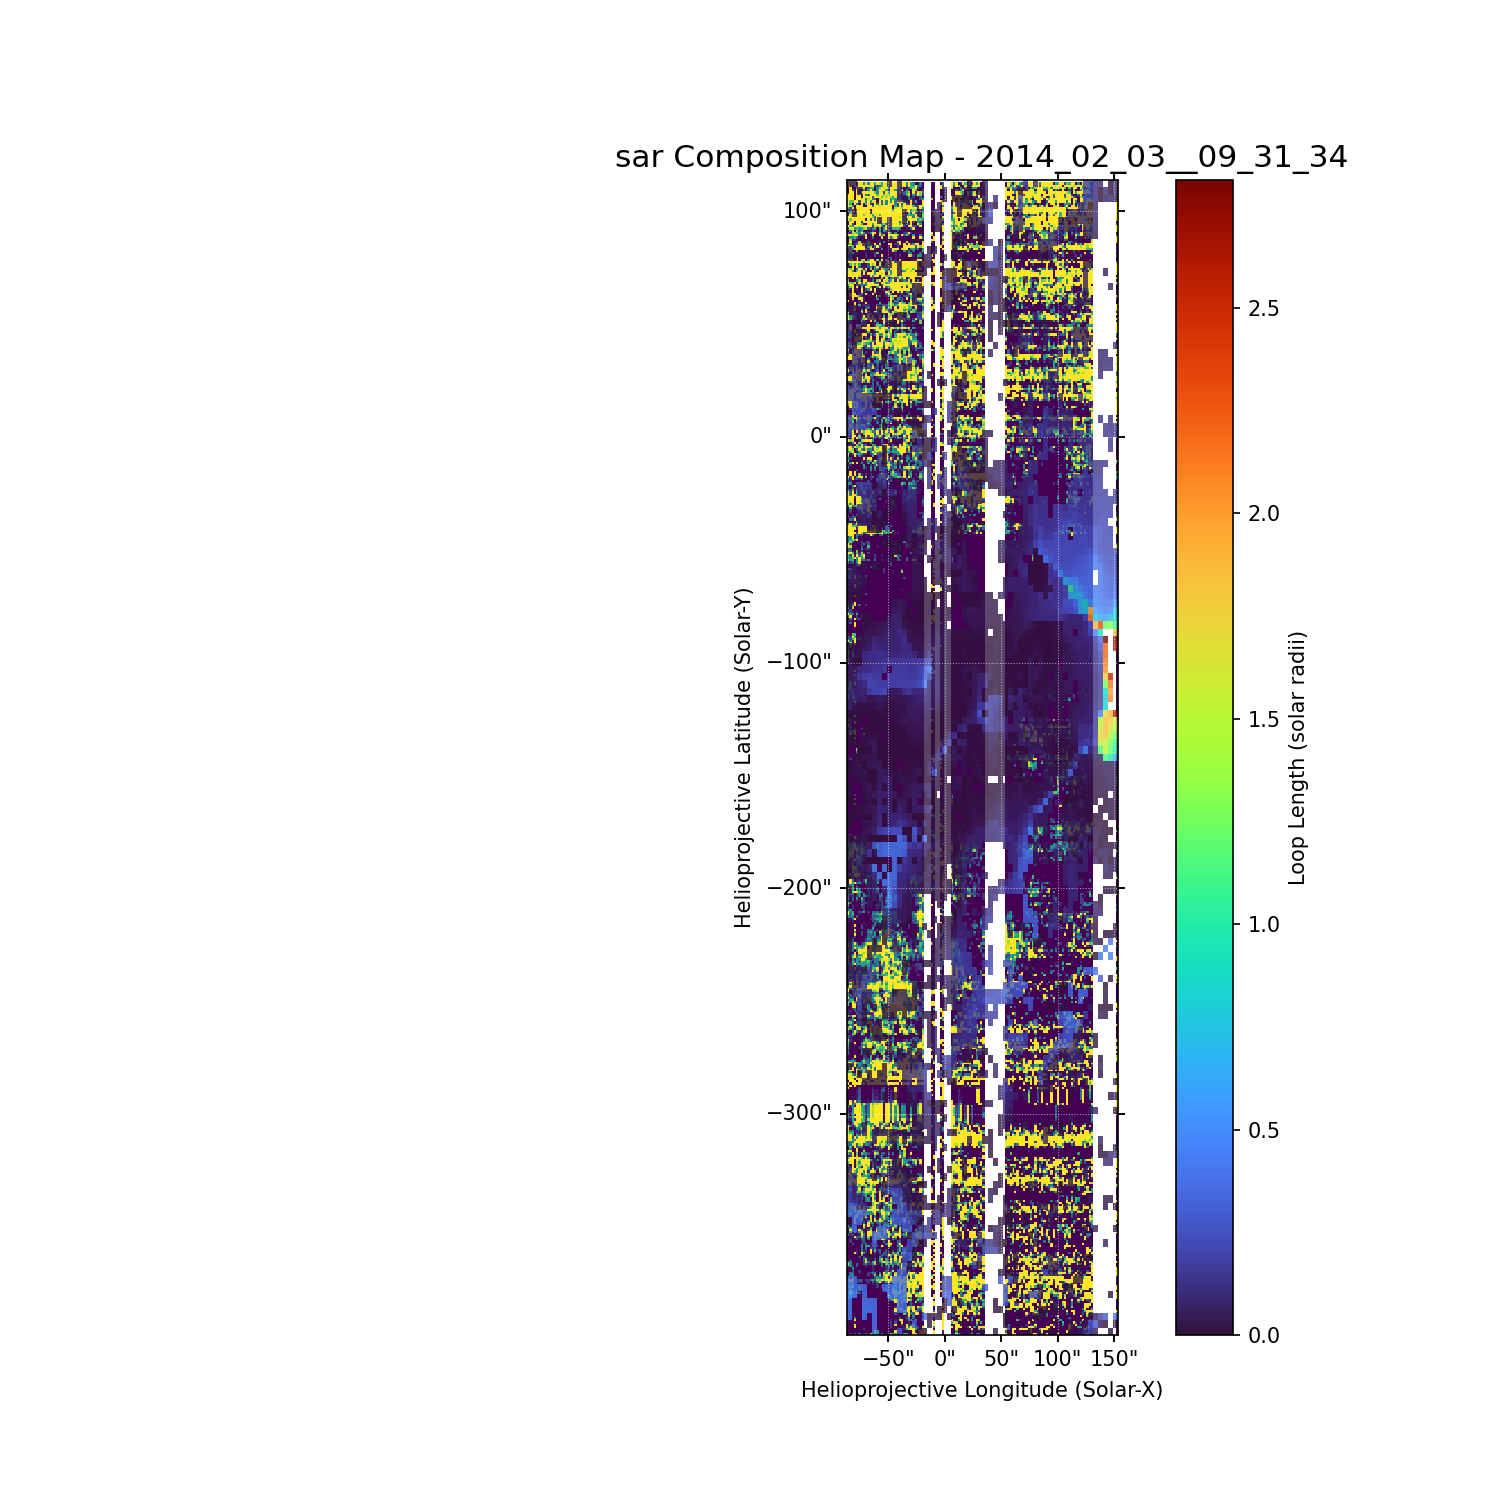 sar Composition Map - 2014_02_03__09_31_34
100"
0"
−100"
−200"
−300"
Helioprojective Latitude (Solar-Y)
−50" 0" 50" 100" 150"
Helioprojective Longitude (Solar-X)
2.5
2.0
1.5
1.0
0.5
0.0
Loop Length (solar radii)